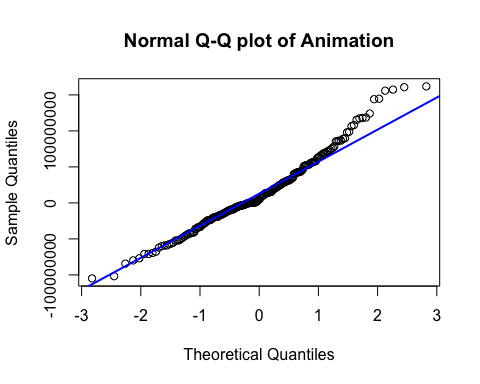 Normal Q-Q plot of Animation
Sample Quantiles
100000000
0
-100000000
-3 -2 -1 0 1 2 3
Theoretical Quantiles